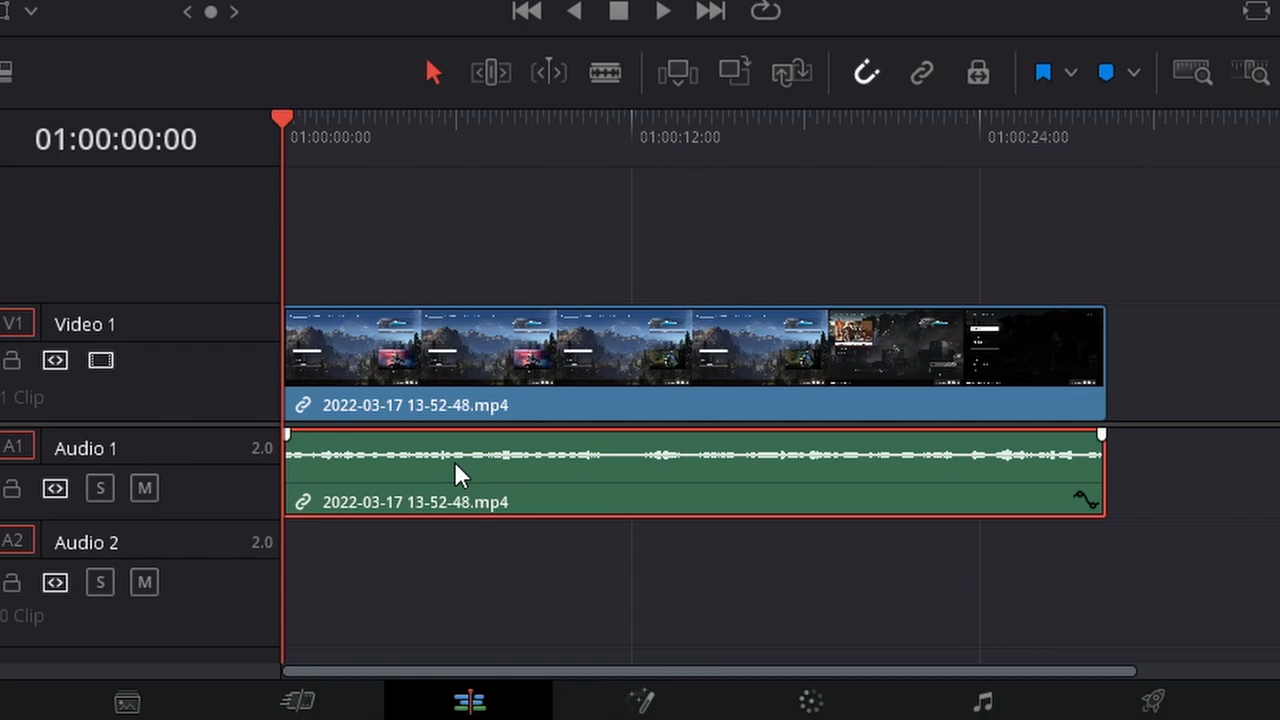 01:00:00:00
01:00:00:00 01:00:12:00 01:00:24:00
V1 Video 1
1 Clip
2022-03-17 13-52-48.mp4
A1 Audio 1 2.0
S M
2022-03-17 13-52-48.mp4
A2 Audio 2 2.0
S M
0 Clip